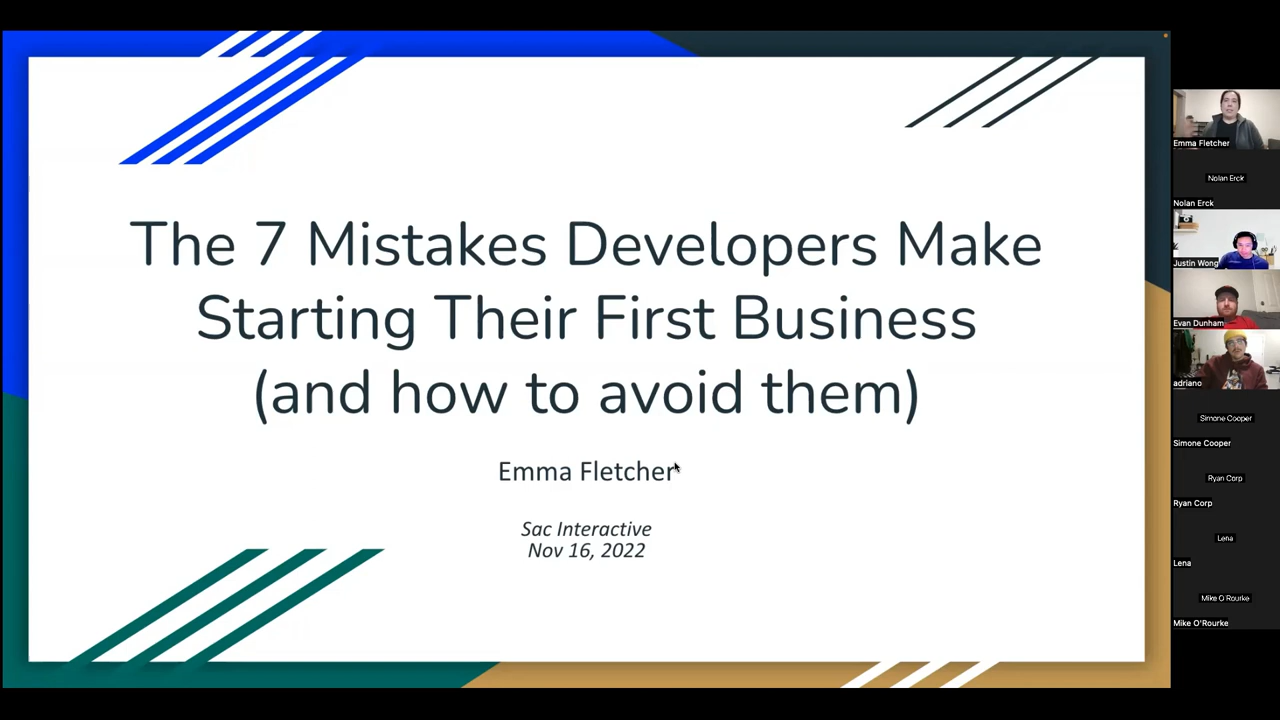 The 7 Mistakes Developers Make
Starting Their First Business
(and how to avoid them)
Emma Fletcher
Sac Interactive
Nov 16, 2022
Emma Fletcher
Nolan Erck
Nolan Erck
Justin Wong
Evan Dunham
adriano
Simone Cooper
Simone Cooper
Ryan Corp
Ryan Corp
Lena
Lena
Mike O Rourke
Mike O'Rourke